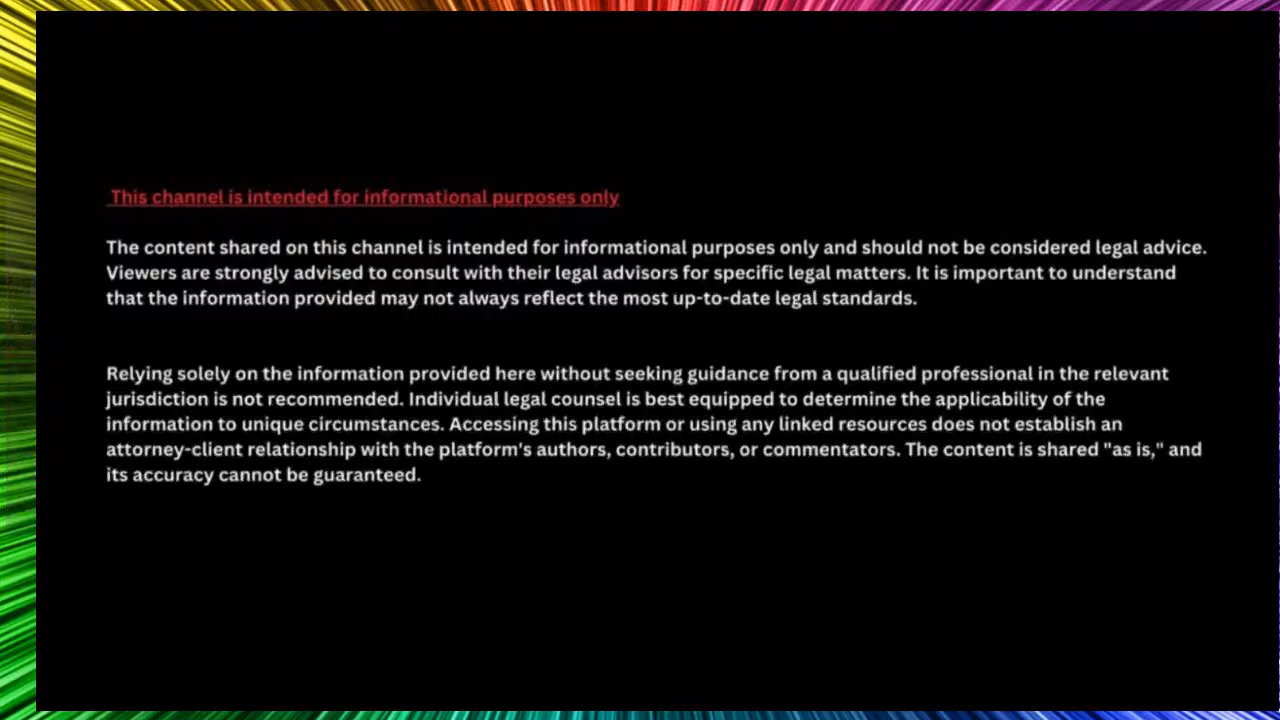 This channel is intended for informational purposes only
The content shared on this channel is intended for informational purposes only and should not be considered legal advice.
Viewers are strongly advised to consult with their legal advisors for specific legal matters. It is important to understand
that the information provided may not always reflect the most up-to-date legal standards.
Relying solely on the information provided here without seeking guidance from a qualified professional in the relevant
jurisdiction is not recommended. Individual legal counsel is best equipped to determine the applicability of the
information to unique circumstances. Accessing this platform or using any linked resources does not establish an
attorney-client relationship with the platform's authors, contributors, or commentators. The content is shared "as is," and
its accuracy cannot be guaranteed.